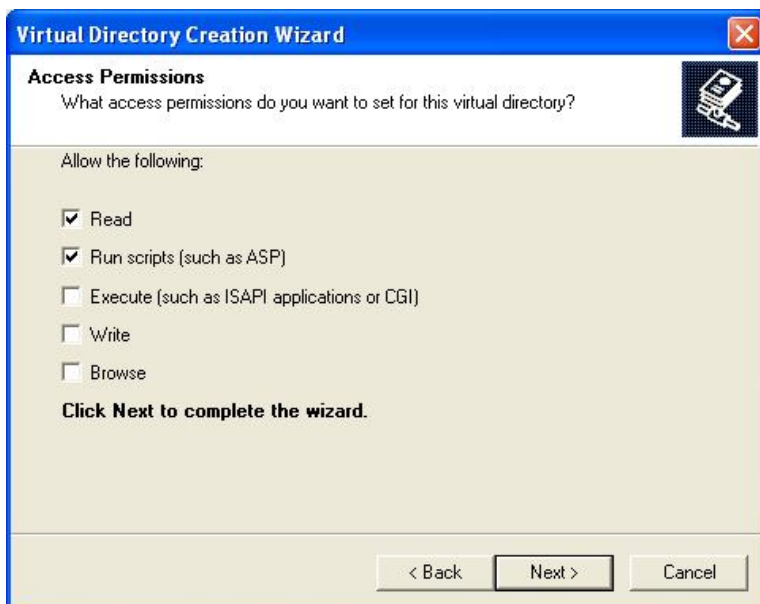 Virtual Directory Creation Wizard
Access Permissions
What access permissions do you want to set for this virtual directory?
Allow the following:
Read
Run scripts (such as ASP)
Execute (such as ISAPI applications or CGI)
Write
Browse
Click Next to complete the wizard.
< Back Next > Cancel